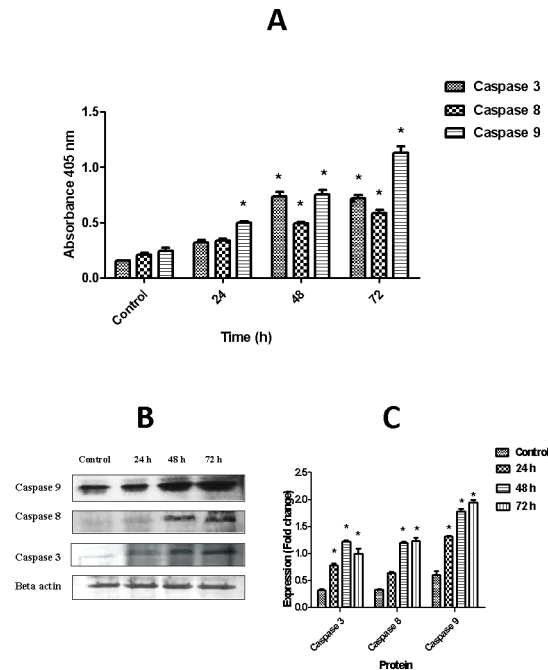 A
Caspase 3
Caspase 8
Caspase 9
Absorbance 405 nm
1.5
1.0
0.5
0.0
*
*
*
*
*
*
*
Control
24
48
72
Time (h)
B
Control 24 h 48 h 72 h
Caspase 9
Caspase 8
Caspase 3
Beta actin
C
Control
24 h
48 h
72 h
Expression (Fold change)
2.5
2.0
1.5
1.0
0.5
0.0
*
*
*
*
*
*
*
*
Caspase 3
Caspase 8
Caspase 9
Protein